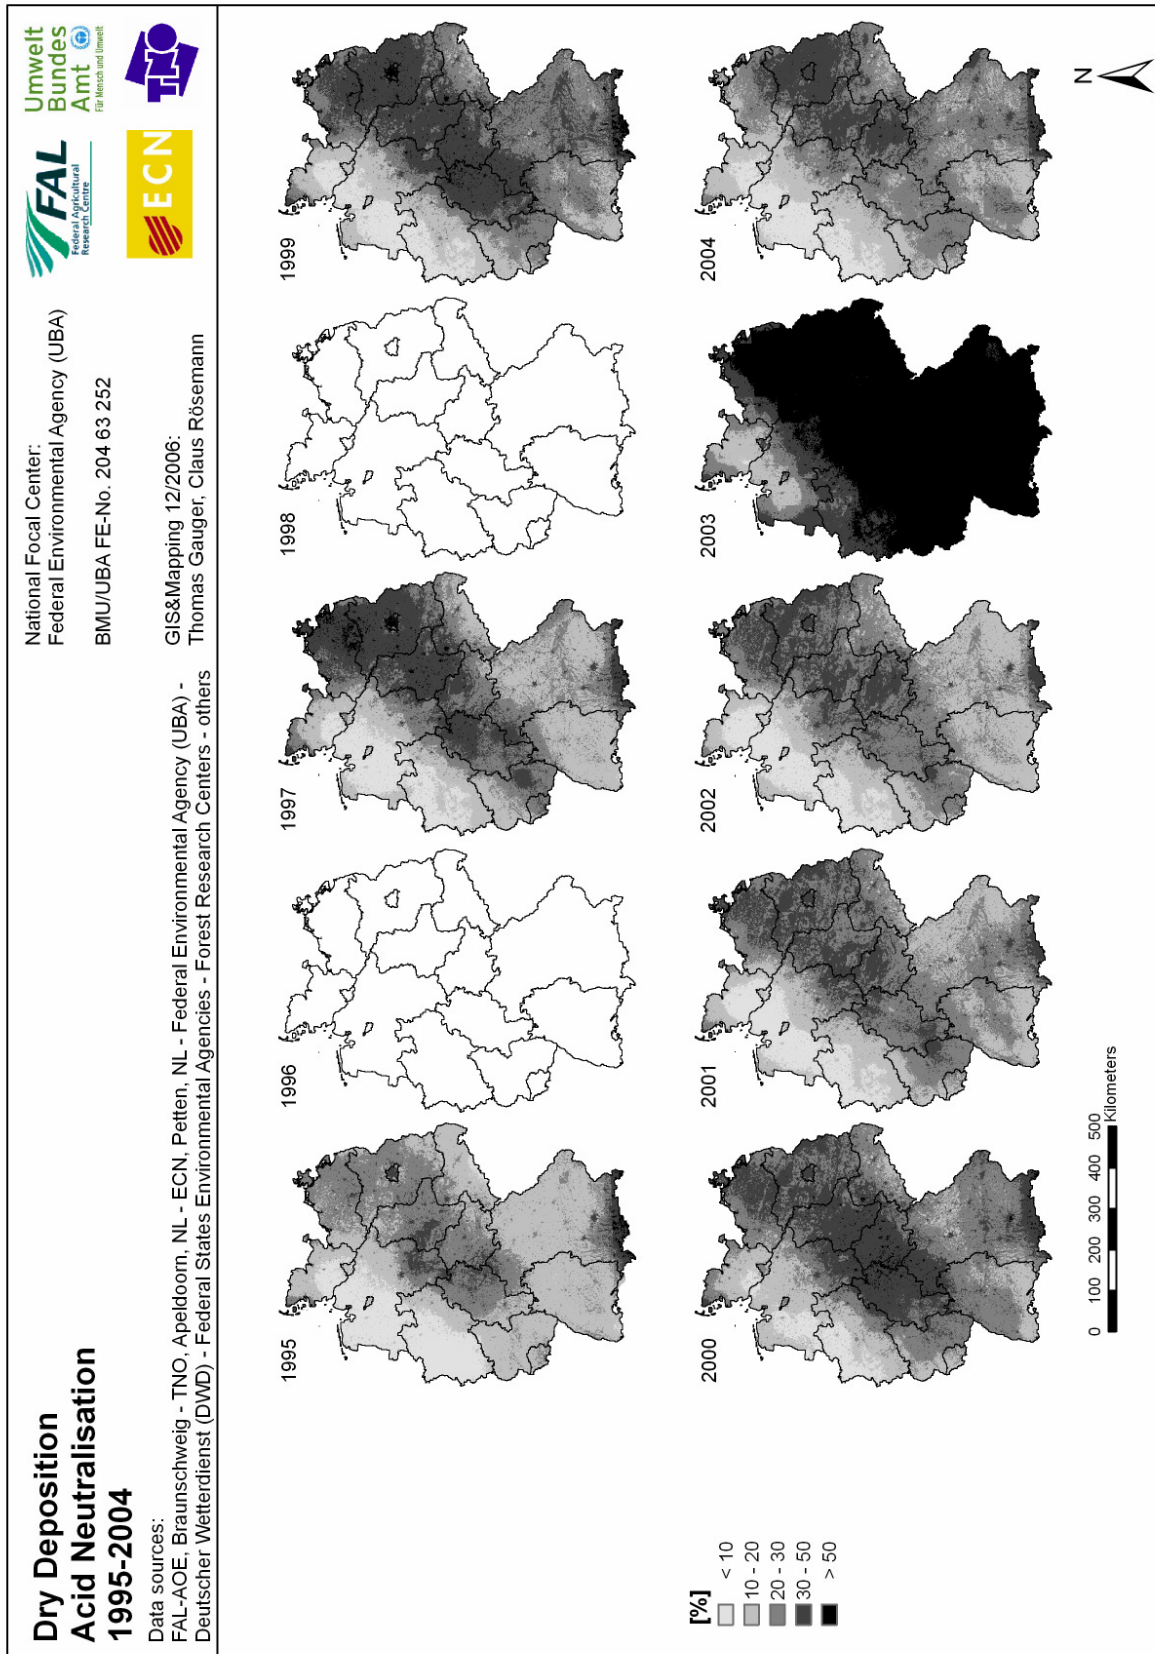 Dry Deposition
Acid Neutralisation
1995-2004
National Focal Center:
Federal Environmental Agency (UBA)
BMU/UBA FE-No. 204 63 252
GIS&Mapping 12/2006:
Thomas Gauger, Claus Rösemann
FAL
Federal Agricultural
Research Centre
Umwelt
Bundes
Amt
Für Mensch und Umwelt
ECN
TNO
Data sources:
FAL-AOE, Braunschweig - TNO, Apeldoorn, NL - ECN, Petten, NL - Federal Environmental Agency (UBA) -
Deutscher Wetterdienst (DWD) - Federal States Environmental Agencies - Forest Research Centers - others
1995
1996
1997
1998
1999
2000
2001
2002
2003
2004
[%]
< 10
10 - 20
20 - 30
30 - 50
> 50
0 100 200 300 400 500
Kilometers
N